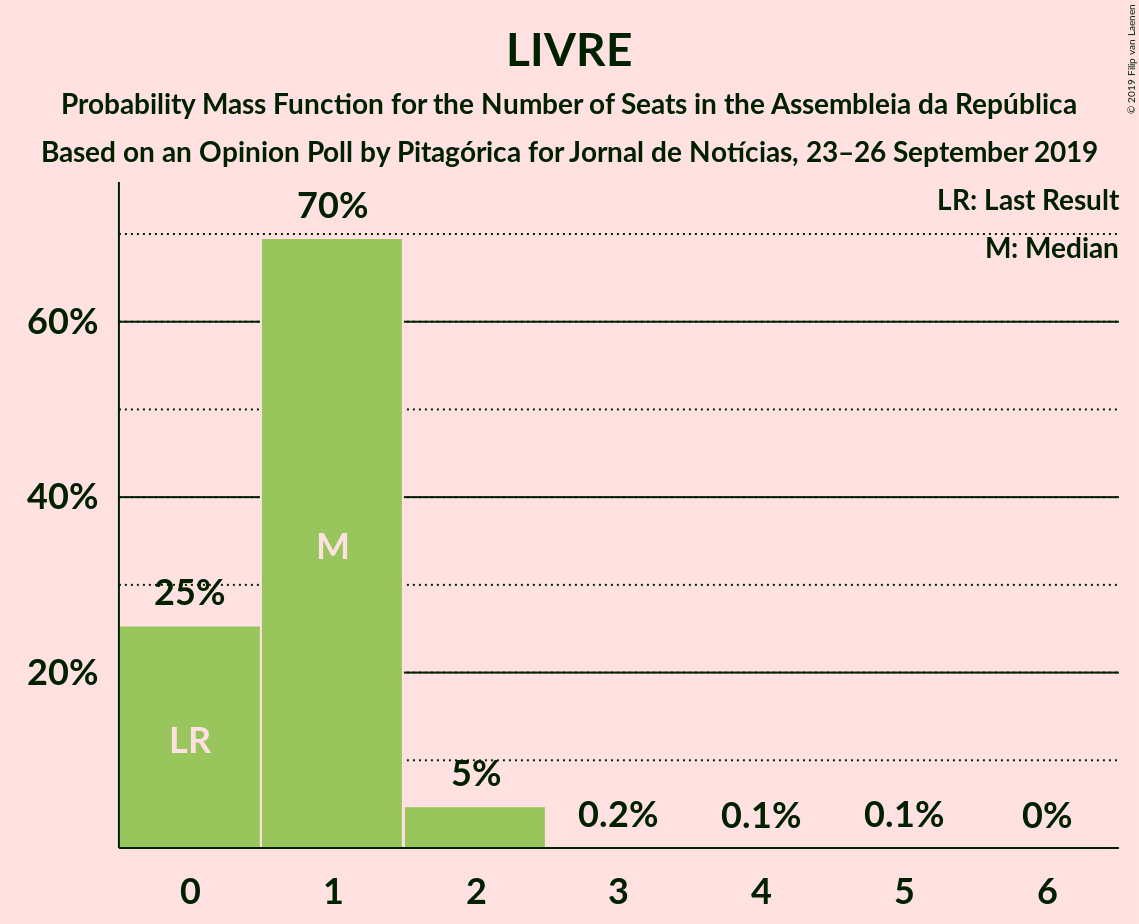 LIVRE
Probability Mass Function for the Number of Seats in the Assembleia da República
Based on an Opinion Poll by Pitagórica for Jornal de Notícias, 23–26 September 2019
© 2019 Filip van Laenen
LR: Last Result
M: Median
70%
60%
40%
20%
25%
5%
0.2%
0.1%
0.1%
0%
M
LR
0 1 2 3 4 5 6